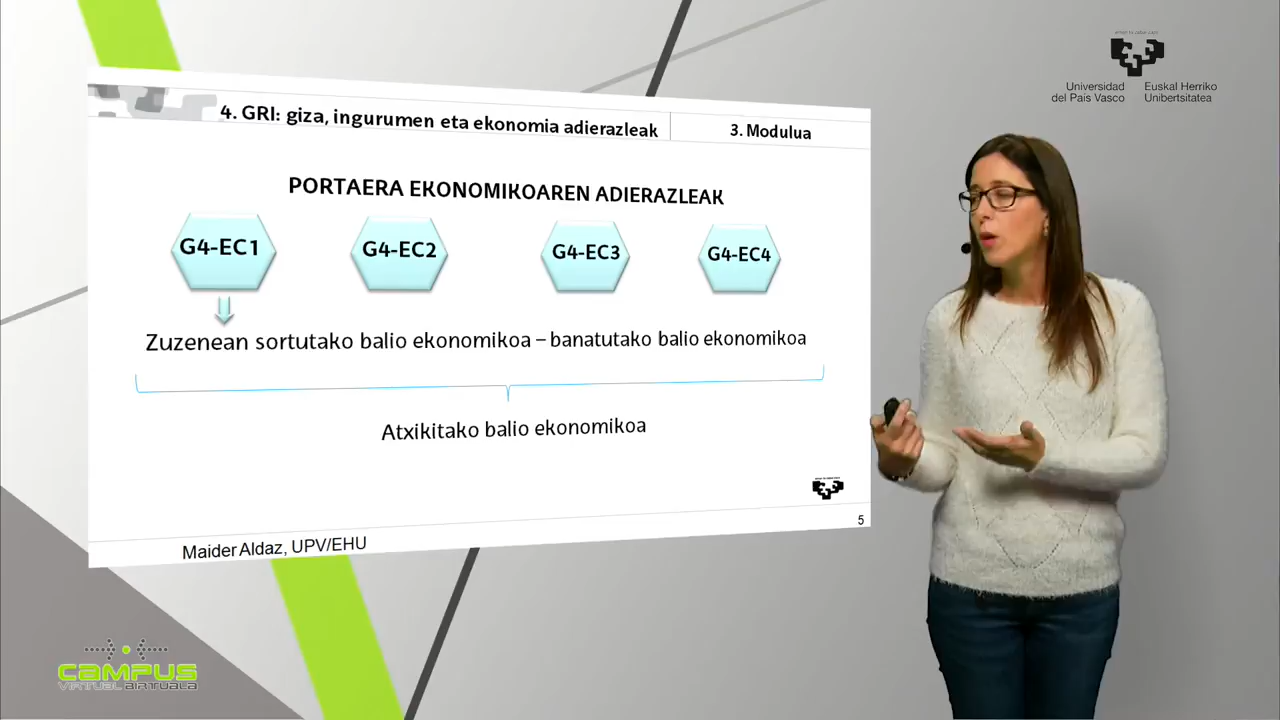 Universidad
del País Vasco
Euskal Herriko
Unibertsitatea
4. GRI: giza, ingurumen eta ekonomia adierazleak
3. Modulua
PORTAERA EKONOMIKOAREN ADIERAZLEAK
G4-EC1
G4-EC2
G4-EC3
G4-EC4
Zuzenean sortutako balio ekonomikoa – banatutako balio ekonomikoa
Atxikitako balio ekonomikoa
5
Maider Aldaz, UPV/EHU
CAMPUS
VIRTUAL BIRTUALA